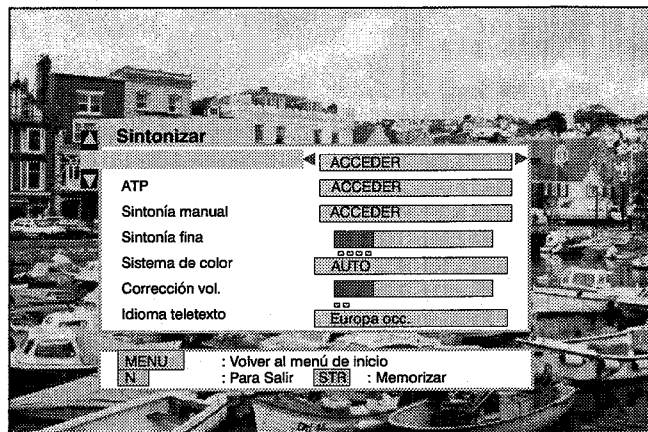 Sintonizar
ACCEDER
ATP ACCEDER
Sintonía manual ACCEDER
Sintonía fina
Sistema de color AUTO
Corrección vol.
Idioma teletexto Europa occ.
MENU : Volver al menú de inicio
N : Para Salir STR : Memorizar